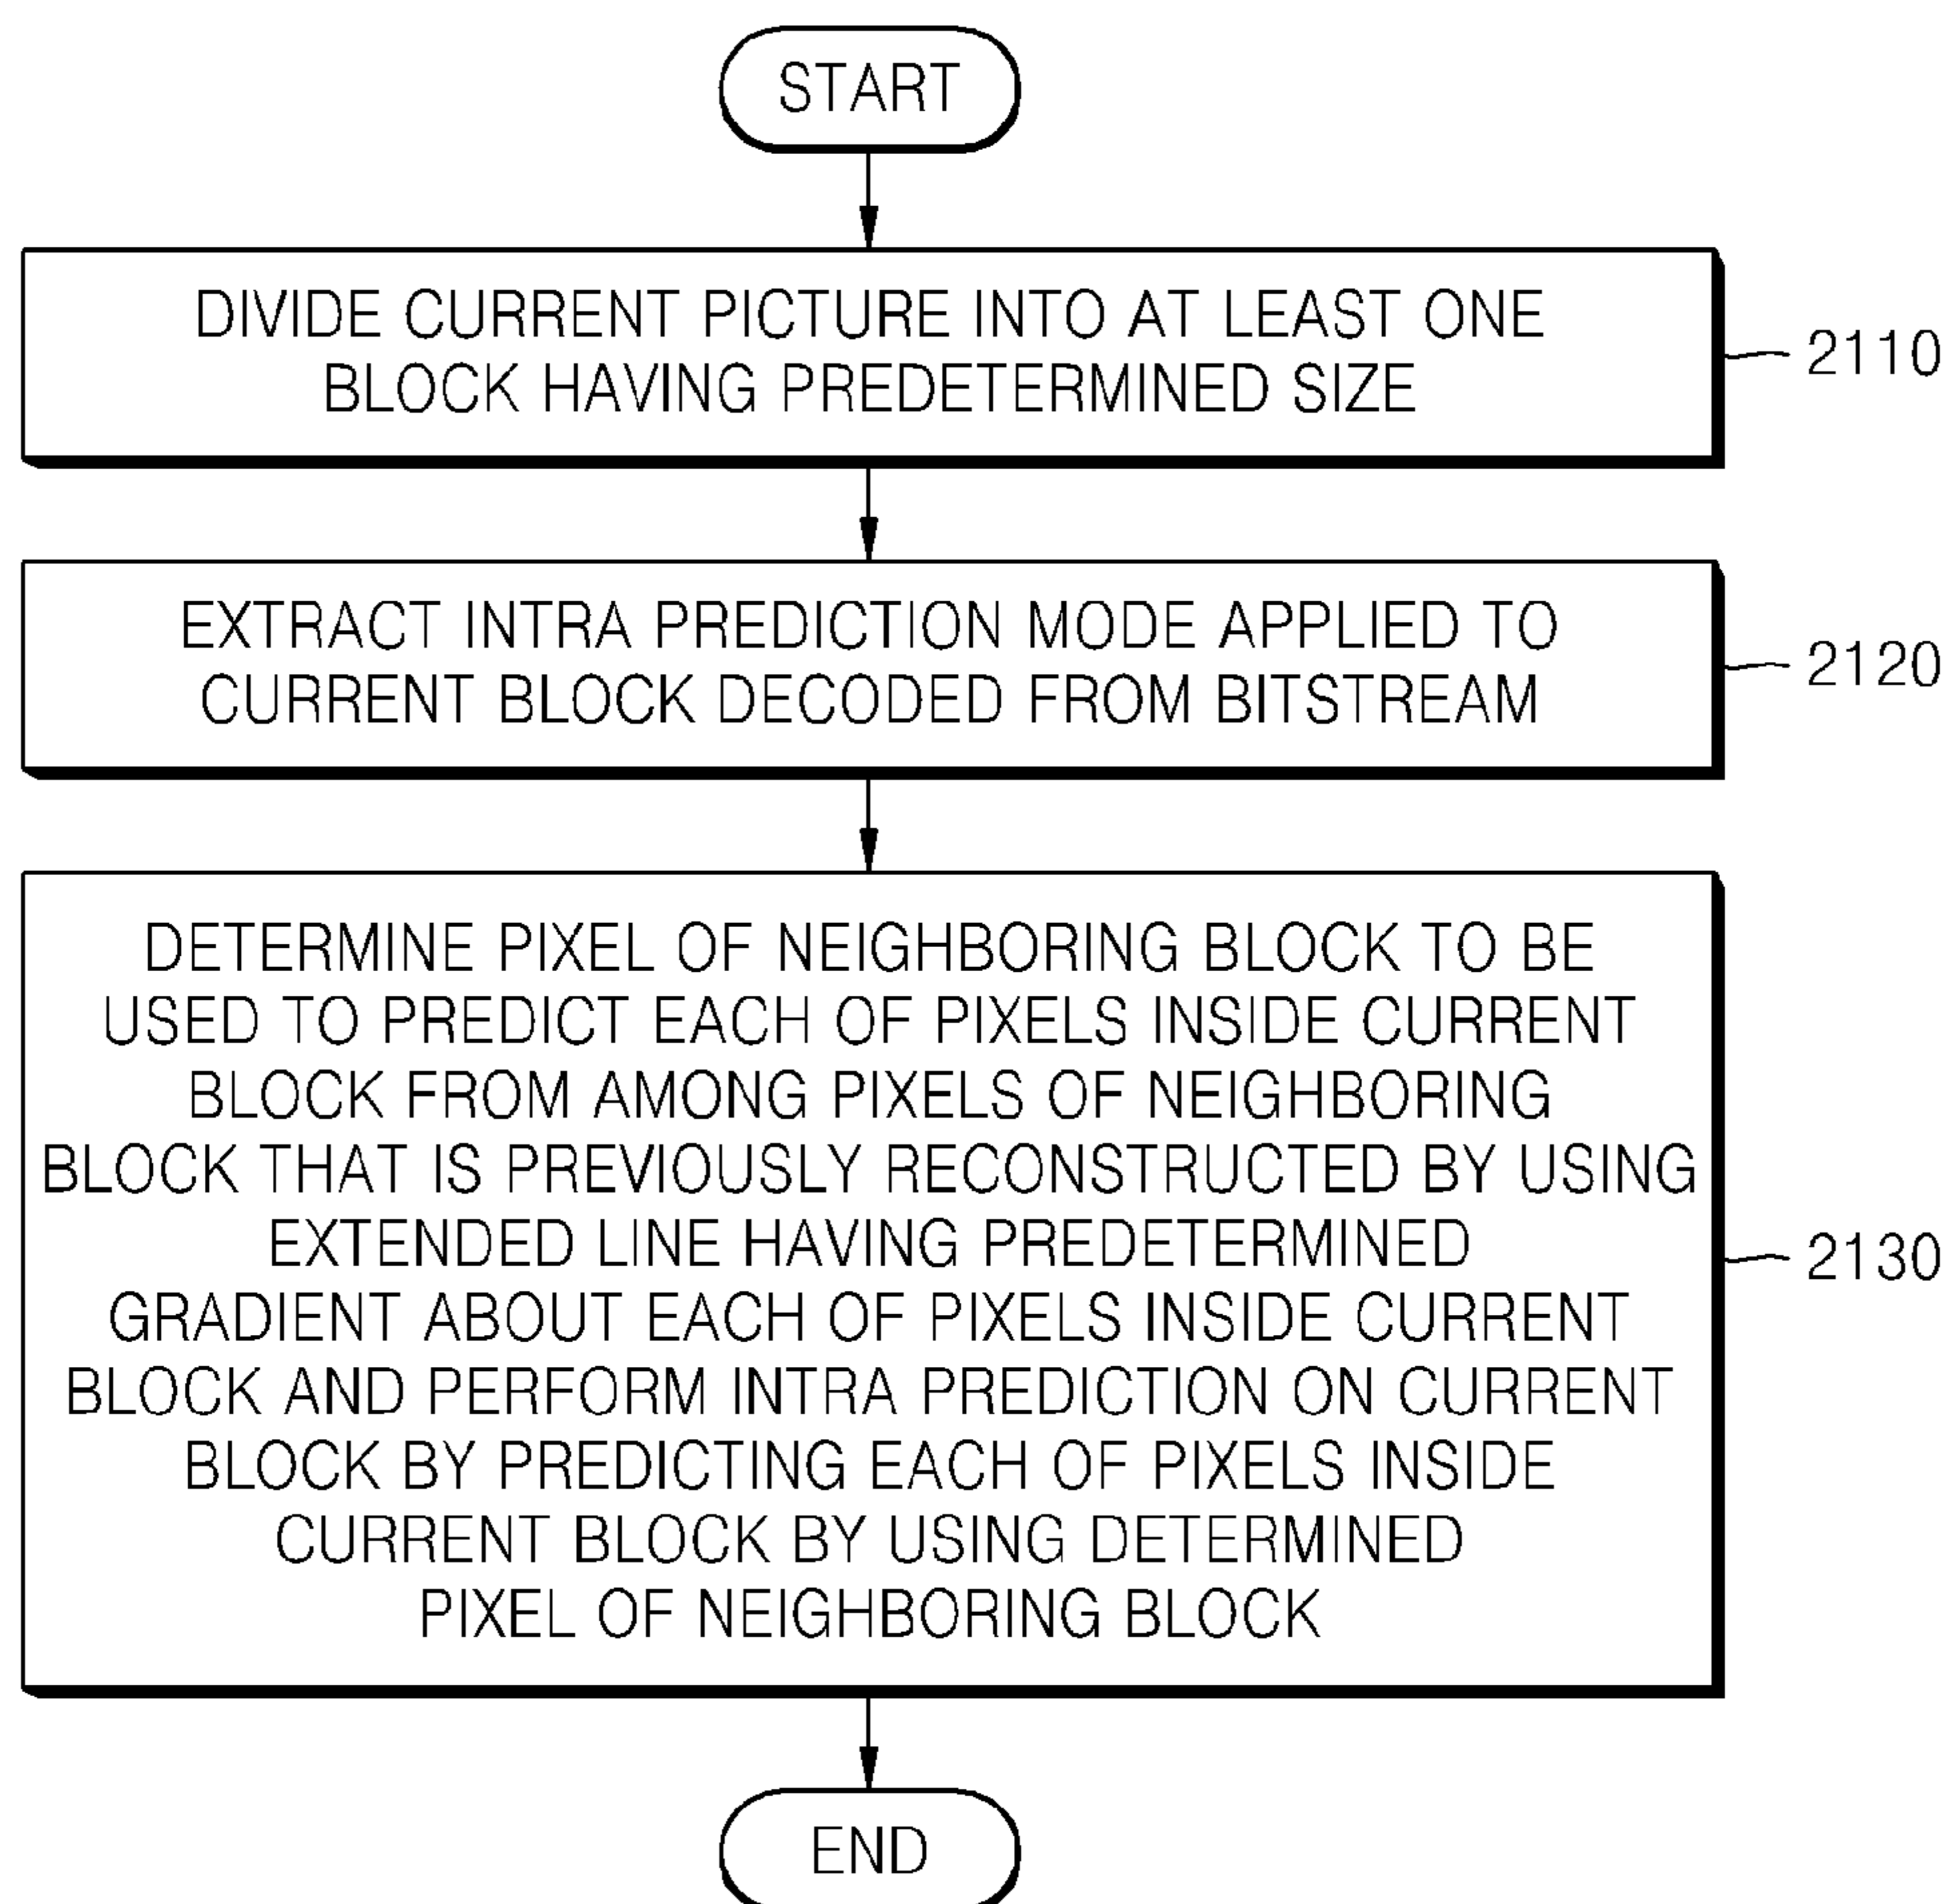 START
DIVIDE CURRENT PICTURE INTO AT LEAST ONE
BLOCK HAVING PREDETERMINED SIZE
2110
EXTRACT INTRA PREDICTION MODE APPLIED TO
CURRENT BLOCK DECODED FROM BITSTREAM
2120
DETERMINE PIXEL OF NEIGHBORING BLOCK TO BE
USED TO PREDICT EACH OF PIXELS INSIDE CURRENT
BLOCK FROM AMONG PIXELS OF NEIGHBORING
BLOCK THAT IS PREVIOUSLY RECONSTRUCTED BY USING
EXTENDED LINE HAVING PREDETERMINED
GRADIENT ABOUT EACH OF PIXELS INSIDE CURRENT
BLOCK AND PERFORM INTRA PREDICTION ON CURRENT
BLOCK BY PREDICTING EACH OF PIXELS INSIDE
CURRENT BLOCK BY USING DETERMINED
PIXEL OF NEIGHBORING BLOCK
2130
END